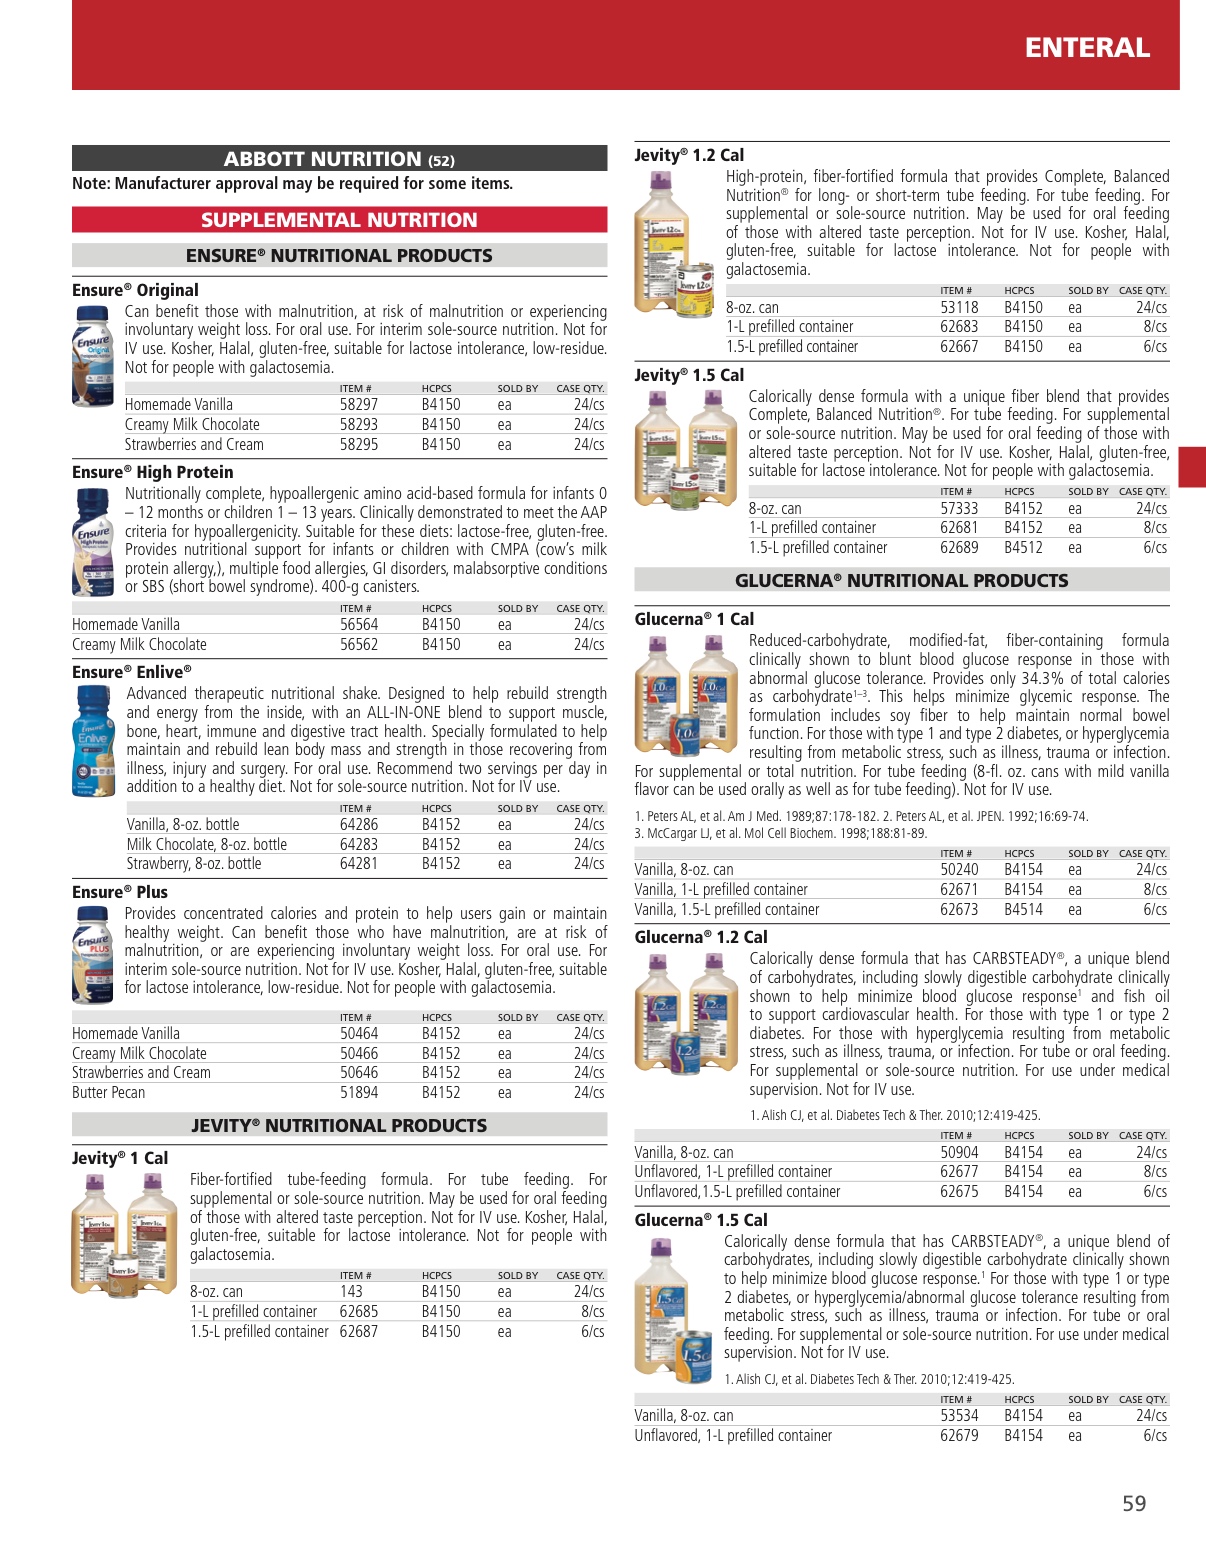 ENTERAL
ABBOTT NUTRITION (52)
Note: Manufacturer approval may be required for some items.
SUPPLEMENTAL NUTRITION
ENSURE® NUTRITIONAL PRODUCTS
Ensure® Original
Can benefit those with malnutrition, at risk of malnutrition or experiencing
involuntary weight loss. For oral use. For interim sole-source nutrition. Not for
IV use. Kosher, Halal, gluten-free, suitable for lactose intolerance, low-residue.
Not for people with galactosemia.
ITEM # HCPCS SOLD BY CASE QTY.
Homemade Vanilla 58297 B4150 ea 24/cs
Creamy Milk Chocolate 58293 B4150 ea 24/cs
Strawberries and Cream 58295 B4150 ea 24/cs
Ensure® High Protein
Nutritionally complete, hypoallergenic amino acid-based formula for infants 0
– 12 months or children 1 – 13 years. Clinically demonstrated to meet the AAP
criteria for hypoallergenicity. Suitable for these diets: lactose-free, gluten-free.
Provides nutritional support for infants or children with CMPA (cow's milk
protein allergy,), multiple food allergies, GI disorders, malabsorptive conditions
or SBS (short bowel syndrome). 400-g canisters.
ITEM # HCPCS SOLD BY CASE QTY.
Homemade Vanilla 56564 B4150 ea 24/cs
Creamy Milk Chocolate 56562 B4150 ea 24/cs
Ensure® Enlive®
Advanced therapeutic nutritional shake. Designed to help rebuild strength
and energy from the inside, with an ALL-IN-ONE blend to support muscle,
bone, heart, immune and digestive tract health. Specially formulated to help
maintain and rebuild lean body mass and strength in those recovering from
illness, injury and surgery. For oral use. Recommend two servings per day in
addition to a healthy diet. Not for sole-source nutrition. Not for IV use.
ITEM # HCPCS SOLD BY CASE QTY.
Vanilla, 8-oz. bottle 64286 B4152 ea 24/cs
Milk Chocolate, 8-oz. bottle 64283 B4152 ea 24/cs
Strawberry, 8-oz. bottle 64281 B4152 ea 24/cs
Ensure® Plus
Provides concentrated calories and protein to help users gain or maintain
healthy weight. Can benefit those who have malnutrition, are at risk of
malnutrition, or are experiencing involuntary weight loss. For oral use. For
interim sole-source nutrition. Not for IV use. Kosher, Halal, gluten-free, suitable
for lactose intolerance, low-residue. Not for people with galactosemia.
ITEM # HCPCS SOLD BY CASE QTY.
Homemade Vanilla 50464 B4152 ea 24/cs
Creamy Milk Chocolate 50466 B4152 ea 24/cs
Strawberries and Cream 50646 B4152 ea 24/cs
Butter Pecan 51894 B4152 ea 24/cs
JEVITY® NUTRITIONAL PRODUCTS
Jevity® 1 Cal
Fiber-fortified tube-feeding formula. For tube feeding. For
supplemental or sole-source nutrition. May be used for oral feeding
of those with altered taste perception. Not for IV use. Kosher, Halal,
gluten-free, suitable for lactose intolerance. Not for people with
galactosemia.
ITEM # HCPCS SOLD BY CASE QTY.
8-oz. can 143 B4150 ea 24/cs
1-L prefilled container 62685 B4150 ea 8/cs
1.5-L prefilled container 62687 B4150 ea 6/cs
Jevity® 1.2 Cal
High-protein, fiber-fortified formula that provides Complete, Balanced
Nutrition® for long- or short-term tube feeding. For tube feeding. For
supplemental or sole-source nutrition. May be used for oral feeding
of those with altered taste perception. Not for IV use. Kosher, Halal,
gluten-free, suitable for lactose intolerance. Not for people with
galactosemia.
ITEM # HCPCS SOLD BY CASE QTY.
8-oz. can 53118 B4150 ea 24/cs
1-L prefilled container 62683 B4150 ea 8/cs
1.5-L prefilled container 62667 B4150 ea 6/cs
Jevity® 1.5 Cal
Calorically dense formula with a unique fiber blend that provides
Complete, Balanced Nutrition®. For tube feeding. For supplemental
or sole-source nutrition. May be used for oral feeding of those with
altered taste perception. Not for IV use. Kosher, Halal, gluten-free,
suitable for lactose intolerance. Not for people with galactosemia.
ITEM # HCPCS SOLD BY CASE QTY.
8-oz. can 57333 B4152 ea 24/cs
1-L prefilled container 62681 B4152 ea 8/cs
1.5-L prefilled container 62689 B4512 ea 6/cs
GLUCERNA® NUTRITIONAL PRODUCTS
Glucerna® 1 Cal
Reduced-carbohydrate, modified-fat, fiber-containing formula
clinically shown to blunt blood glucose response in those with
abnormal glucose tolerance. Provides only 34.3% of total calories
as carbohydrate¹⁻³. This helps minimize glycemic response. The
formulation includes soy fiber to help maintain normal bowel
function. For those with type 1 and type 2 diabetes, or hyperglycemia
resulting from metabolic stress, such as illness, trauma or infection.
For supplemental or total nutrition. For tube feeding (8-fl. oz. cans with mild vanilla
flavor can be used orally as well as for tube feeding). Not for IV use.
1. Peters AL, et al. Am J Med. 1989;87:178-182. 2. Peters AL, et al. JPEN. 1992;16:69-74.
3. McCargar LJ, et al. Mol Cell Biochem. 1998;188:81-89.
ITEM # HCPCS SOLD BY CASE QTY.
Vanilla, 8-oz. can 50240 B4154 ea 24/cs
Vanilla, 1-L prefilled container 62671 B4154 ea 8/cs
Vanilla, 1.5-L prefilled container 62673 B4514 ea 6/cs
Glucerna® 1.2 Cal
Calorically dense formula that has CARBSTEADY®, a unique blend
of carbohydrates, including slowly digestible carbohydrate clinically
shown to help minimize blood glucose response¹ and fish oil
to support cardiovascular health. For those with type 1 or type 2
diabetes. For those with hyperglycemia resulting from metabolic
stress, such as illness, trauma, or infection. For tube or oral feeding.
For supplemental or sole-source nutrition. For use under medical
supervision. Not for IV use.
1. Alish CJ, et al. Diabetes Tech & Ther. 2010;12:419-425.
ITEM # HCPCS SOLD BY CASE QTY.
Vanilla, 8-oz. can 50904 B4154 ea 24/cs
Unflavored, 1-L prefilled container 62677 B4154 ea 8/cs
Unflavored,1.5-L prefilled container 62675 B4154 ea 6/cs
Glucerna® 1.5 Cal
Calorically dense formula that has CARBSTEADY®, a unique blend of
carbohydrates, including slowly digestible carbohydrate clinically shown
to help minimize blood glucose response.¹ For those with type 1 or type
2 diabetes, or hyperglycemia/abnormal glucose tolerance resulting from
metabolic stress, such as illness, trauma or infection. For tube or oral
feeding. For supplemental or sole-source nutrition. For use under medical
supervision. Not for IV use.
1. Alish CJ, et al. Diabetes Tech & Ther. 2010;12:419-425.
ITEM # HCPCS SOLD BY CASE QTY.
Vanilla, 8-oz. can 53534 B4154 ea 24/cs
Unflavored, 1-L prefilled container 62679 B4154 ea 6/cs
59